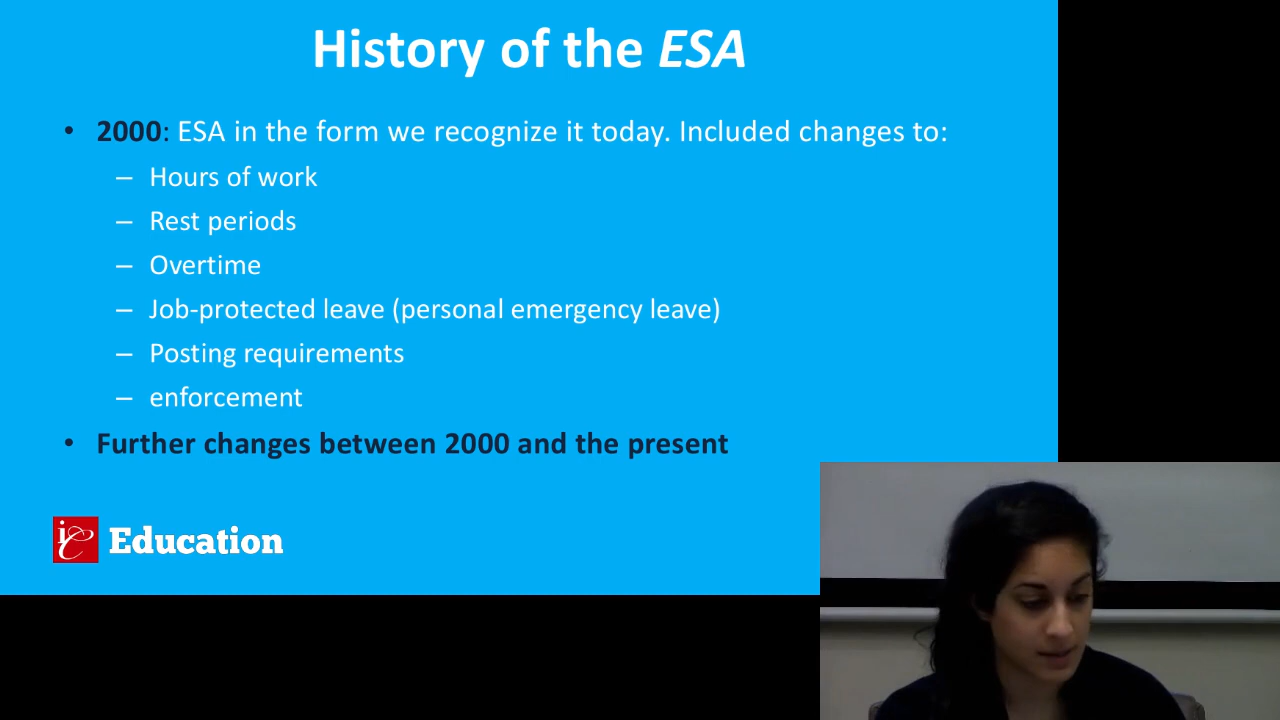 History of the ESA
• 2000: ESA in the form we recognize it today. Included changes to:
– Hours of work
– Rest periods
– Overtime
– Job-protected leave (personal emergency leave)
– Posting requirements
– enforcement
• Further changes between 2000 and the present
ie Education